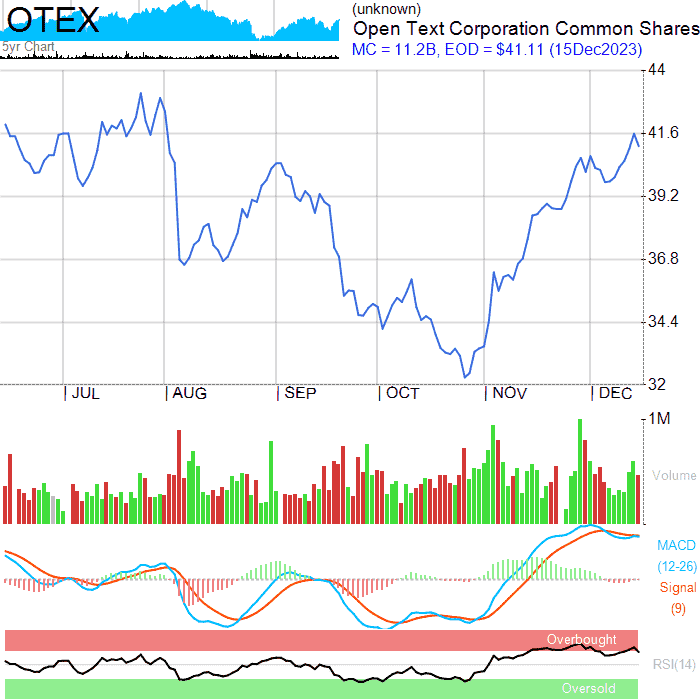 OTEX
5yr Chart
(unknown)
Open Text Corporation Common Shares
MC = 11.2B, EOD = $41.11 (15Dec2023)
44
41.6
39.2
36.8
34.4
32
JUL AUG SEP OCT NOV DEC
1M
Volume
MACD
(12-26)
Signal
(9)
Overbought
RSI(14)
Oversold